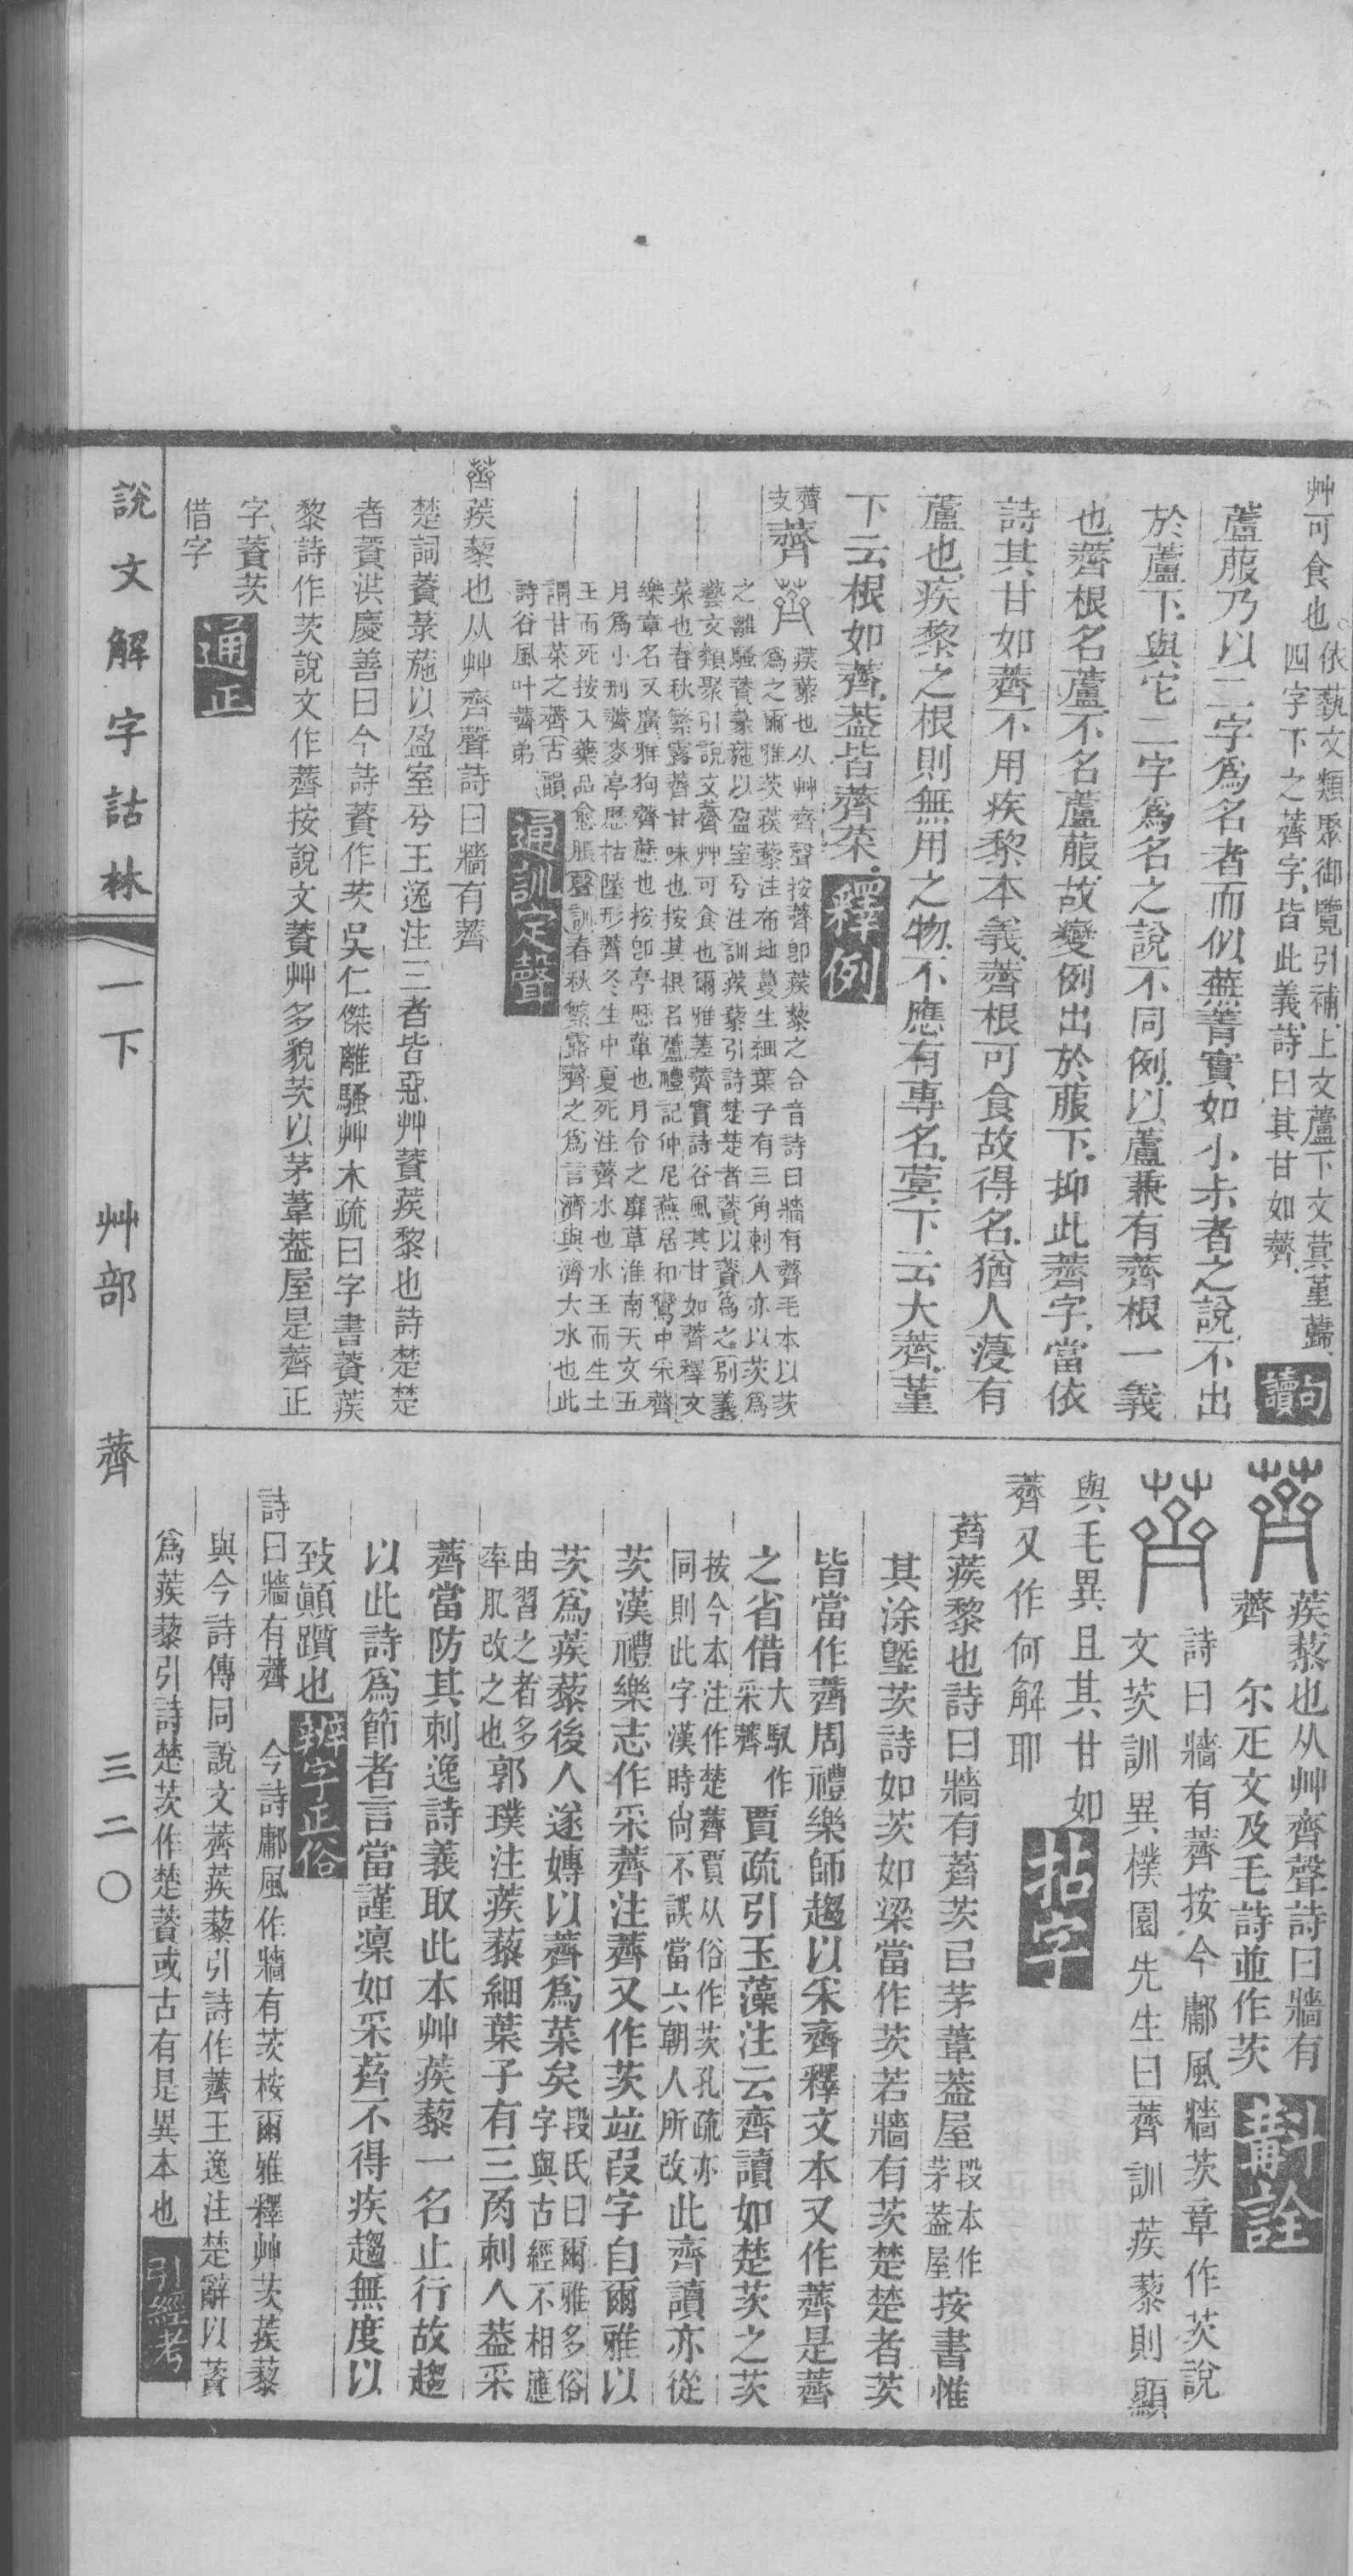 艸可食也。依蓺文類聚御覽引補上文蘆下文蓂堇虉
四字下之薺字皆此義詩曰其甘如薺 句讀
蘆菔乃以二字爲名者而似蕪菁實如小尗者之說不出
於蘆下與它二字爲名之說不同例以蘆兼有薺根一義
也薺根名蘆不名蘆菔故變例出於菔下抑此薺字當依
詩其甘如薺不用疾黎本義薺根可食故得名猶人薓有
蘆也疾黎之根則無用之物不應有專名蓂下云大薺堇
下云根如薺葢皆薺菜 釋例
薺
支薺 蒺藜也从艸齊聲按薺卽蒺藜之合音詩曰牆有薺毛本以茨
爲之爾雅茨蒺藜注布地蔓生細葉子有三角刺人亦以茨爲
之離騷薋菉葹以盈室兮注訓蒺藜引詩楚楚者薋以薋爲之別義
藝文類聚引說文薺艸可食也爾雅蒫薺實詩谷風其甘如薺釋文
菜也春秋繁露薺甘味也按其根名蘆禮記仲尼燕居和鸞中采薺
樂章名又廣雅狗薺蘼也按卽亭歷葷也月令之靡草淮南天文五
月爲小刑薺麥亭歷枯墬形薺冬生中夏死注薺水也水王而生土
王而死按入藥品愈脹聲訓春秋繁露薺之爲言濟與濟大水也此
謂甘菜之薺古韻
詩谷風叶薺弟 通訓定聲
薺蒺藜也从艸齊聲詩曰牆有薺
楚詞薋菉葹以盈室兮王逸注三者皆惡艸薋蒺黎也詩楚楚
者薋洪慶善曰今詩薋作茨吳仁傑離騷艸木疏曰字書薋蒺
黎詩作茨說文作薺按說文薋艸多貌茨以茅葦葢屋是薺正
字薋茨
借字 通正
薺 蒺藜也从艸齊聲詩曰牆有
薺 尔疋文及毛詩並作茨 斠詮
薺 詩曰牆有薺按今鄘風牆茨章作茨說
文茨訓異樸園先生曰薺訓蒺藜則顯
與毛異且其甘如
薺又作何解耶
薺蒺黎也詩曰牆有薺茨㠯茅葦葢屋段本作
茅葢屋按書惟
其涂塈茨詩如茨如梁當作茨若牆有茨楚楚者茨
皆當作薺周禮樂師趨以采齊釋文本又作薺是薺
之省借大馭作
采薺賈疏引玉藻注云齊讀如楚茨之茨
按今本注作楚薺賈从俗作茨孔疏亦
同則此字漢時尙不誤當六朝人所改此齊讀亦從
茨漢禮樂志作采薺注薺又作茨竝叚字自爾雅以
茨爲蒺藜後人遂嫥以薺爲菜矣段氏曰爾雅多俗
字與古經不相應
由習之者多
率肊改之也郭璞注蒺藜細葉子有三角刺人葢采
薺當防其刺逸詩義取此本艸蒺黎一名止行故趨
以此詩爲節者言當謹凜如采薺不得疾趨無度以
致顚躓也 辨字正俗
詩曰牆有薺 今詩鄘風作牆有茨桉爾雅釋艸茨蒺藜
與今詩傳同說文薺蒺藜引詩作薺王逸注楚辭以薋
爲蒺藜引詩楚茨作楚薋或古有是異本也 引經考
說文解字詁林 一下 艸部 薺 三二〇